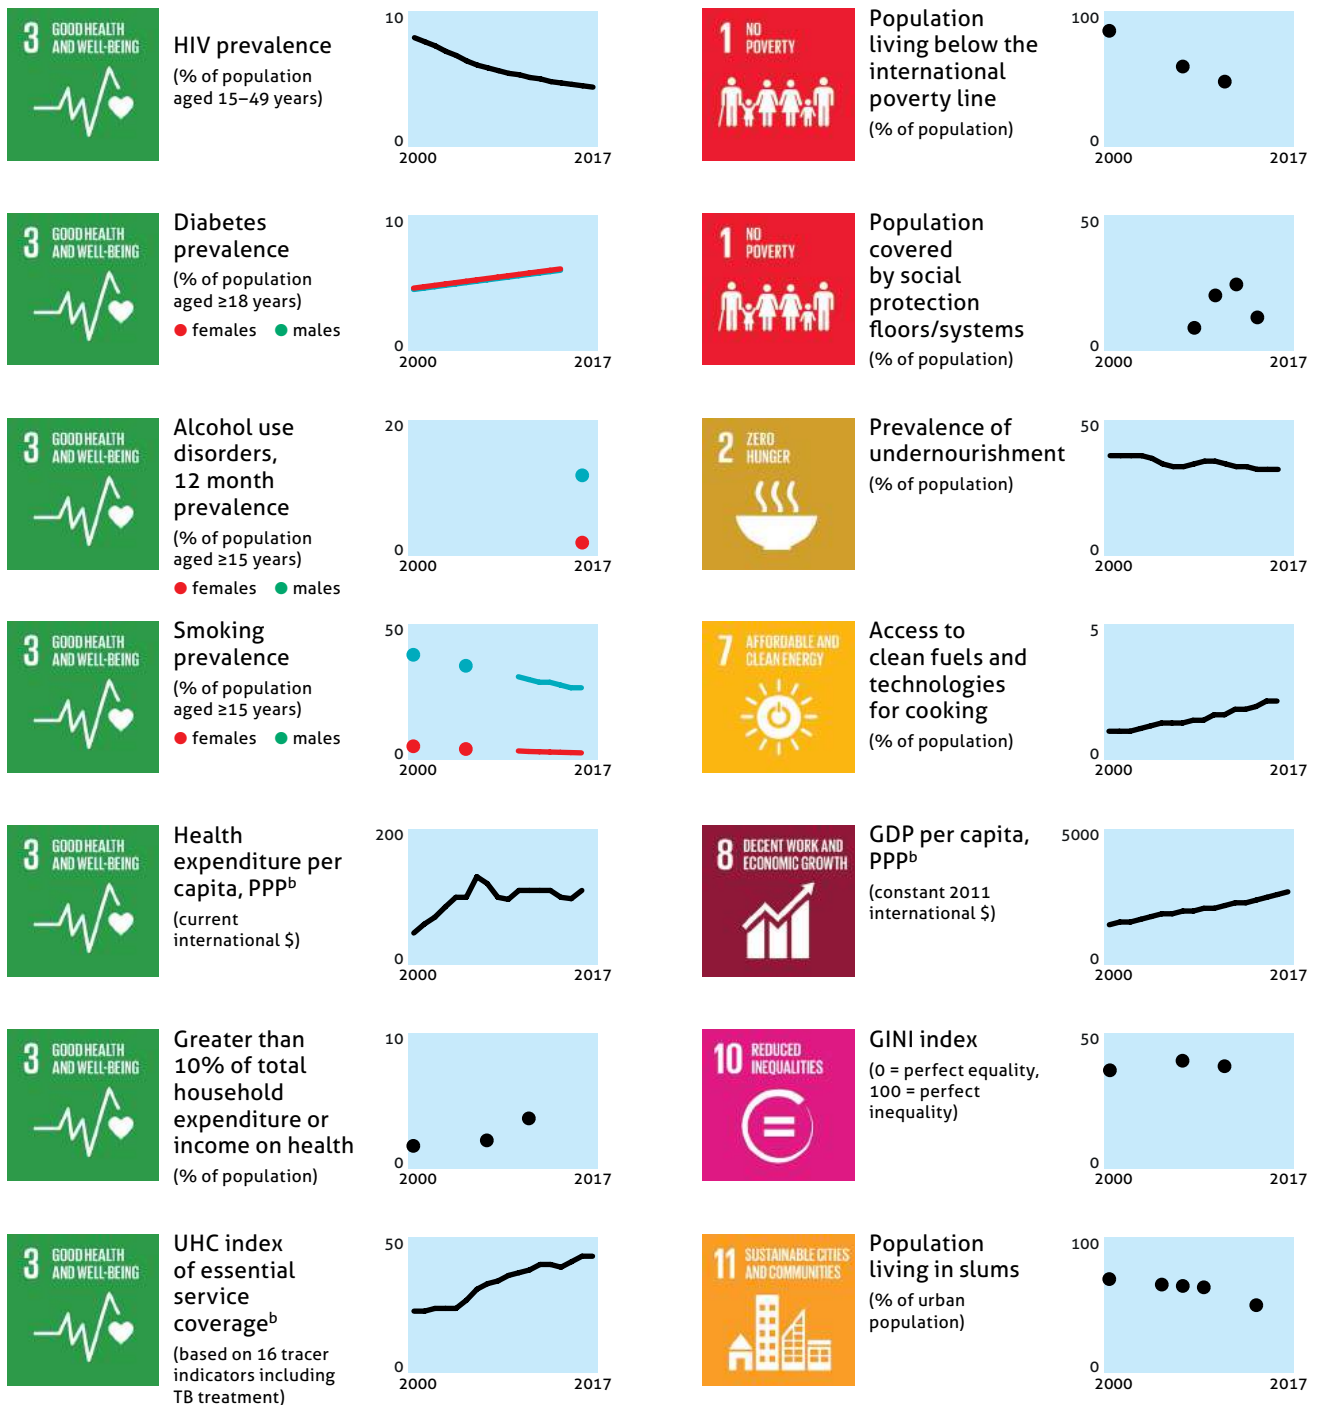 3 GOOD HEALTH
AND WELL-BEING
HIV prevalence
(% of population
aged 15–49 years)
10
0
2000 2017
3 GOOD HEALTH
AND WELL-BEING
Diabetes
prevalence
(% of population
aged ≥18 years)
females males
10
0
2000 2017
3 GOOD HEALTH
AND WELL-BEING
Alcohol use
disorders,
12 month
prevalence
(% of population
aged ≥15 years)
females males
20
0
2000 2017
3 GOOD HEALTH
AND WELL-BEING
Smoking
prevalence
(% of population
aged ≥15 years)
females males
50
0
2000 2017
3 GOOD HEALTH
AND WELL-BEING
Health
expenditure per
capita, PPPᵇ
(current
international $)
200
0
2000 2017
3 GOOD HEALTH
AND WELL-BEING
Greater than
10% of total
household
expenditure or
income on health
(% of population)
10
0
2000 2017
3 GOOD HEALTH
AND WELL-BEING
UHC index
of essential
service
coverageᵇ
(based on 16 tracer
indicators including
TB treatment)
50
0
2000 2017
1 NO
POVERTY
Population
living below the
international
poverty line
(% of population)
100
0
2000 2017
1 NO
POVERTY
Population
covered
by social
protection
floors/systems
(% of population)
50
0
2000 2017
2 ZERO
HUNGER
Prevalence of
undernourishment
(% of population)
50
0
2000 2017
7 AFFORDABLE AND
CLEAN ENERGY
Access to
clean fuels and
technologies
for cooking
(% of population)
5
0
2000 2017
8 DECENT WORK AND
ECONOMIC GROWTH
GDP per capita,
PPPᵇ
(constant 2011
international $)
5000
0
2000 2017
10 REDUCED
INEQUALITIES
GINI index
(0 = perfect equality,
100 = perfect
inequality)
50
0
2000 2017
11 SUSTAINABLE CITIES
AND COMMUNITIES
Population
living in slums
(% of urban
population)
100
0
2000 2017